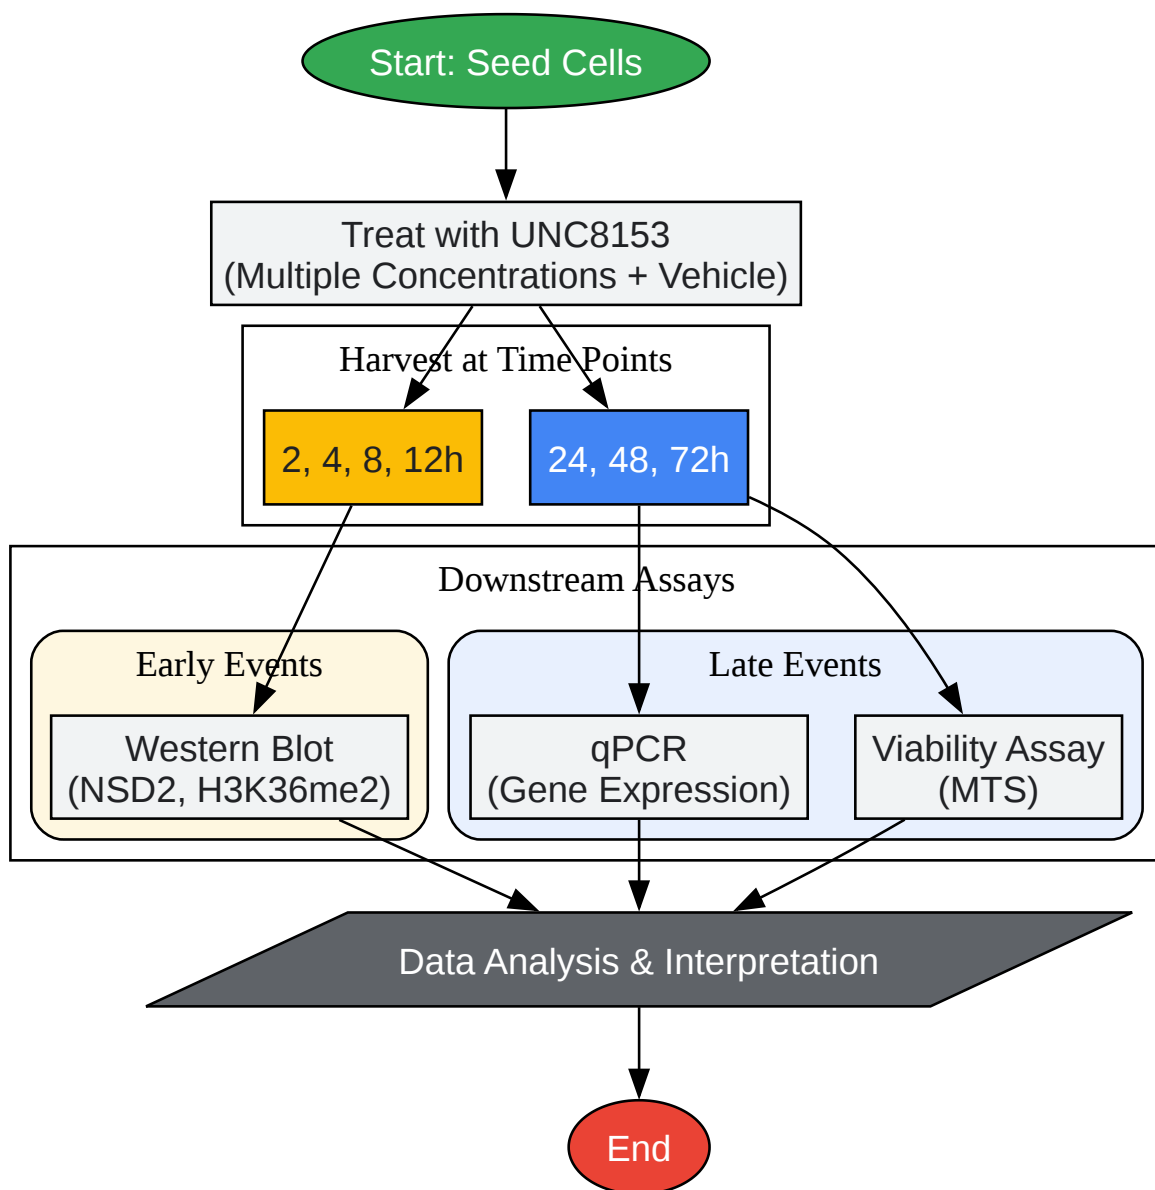 Start: Seed Cells
Treat with UNC8153
(Multiple Concentrations + Vehicle)
Harvest at Time Points
2, 4, 8, 12h
24, 48, 72h
Downstream Assays
Early Events
Late Events
Western Blot
(NSD2, H3K36me2)
qPCR
(Gene Expression)
Viability Assay
(MTS)
Data Analysis & Interpretation
End